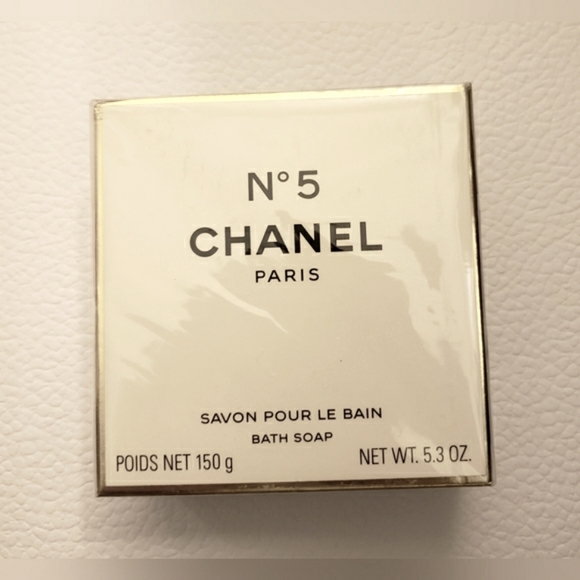 N°5
CHANEL
PARIS
SAVON POUR LE BAIN
BATH SOAP
POIDS NET 150 g
NET WT. 5.3 OZ.